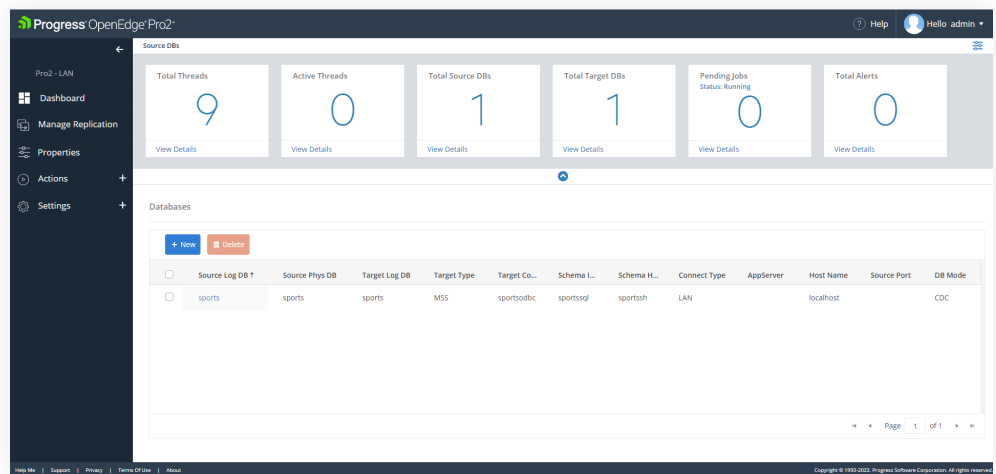 Progress® OpenEdge® Pro2™
Help
Hello admin
Source DBs
Pro2 - LAN
Dashboard
Manage Replication
Properties
Actions +
Settings +
Total Threads
9
View Details
Active Threads
0
View Details
Total Source DBs
1
View Details
Total Target DBs
1
View Details
Pending Jobs
Status: Running
0
View Details
Total Alerts
0
View Details
Databases
+ New Delete
Source Log DB ↑ Source Phys DB Target Log DB Target Type Target Co... Schema I... Schema H... Connect Type AppServer Host Name Source Port DB Mode
sports sports sports MSS sportsodbc sportssql sportssh LAN localhost CDC
Page 1 of 1
Help Me | Support | Privacy | Terms Of Use | About
Copyright © 1993-2023. Progress Software Corporation. All rights reserved.